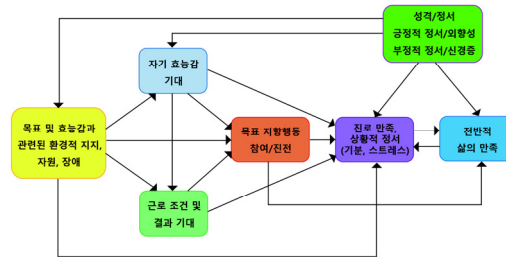 성격/정서
긍정적 정서/외향성
부정적 정서/신경증
자기 효능감
기대
목표 및 효능감과
관련된 환경적 지지,
자원, 장애
목표 지향행동
참여/진전
진로 만족,
상황적 정서
(기분, 스트레스)
전반적
삶의 만족
근로 조건 및
결과 기대